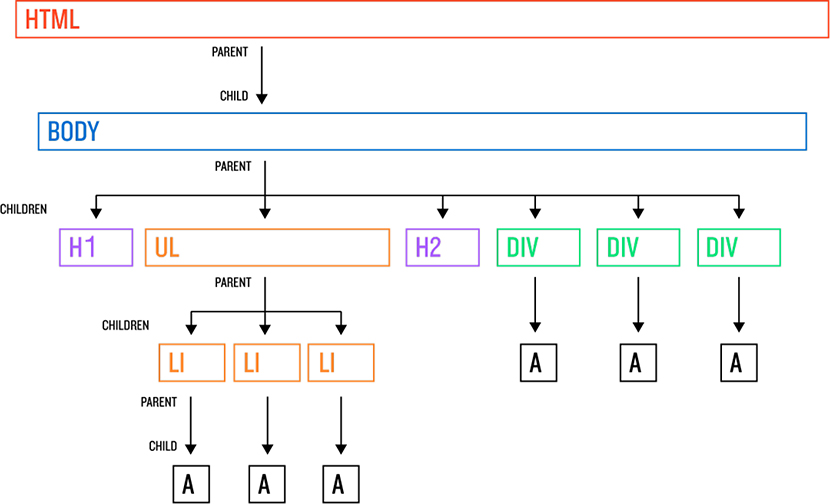 HTML
PARENT
CHILD
BODY
PARENT
CHILDREN
H1 UL H2 DIV DIV DIV
PARENT
CHILDREN
LI LI LI A A A
PARENT
CHILD
A A A